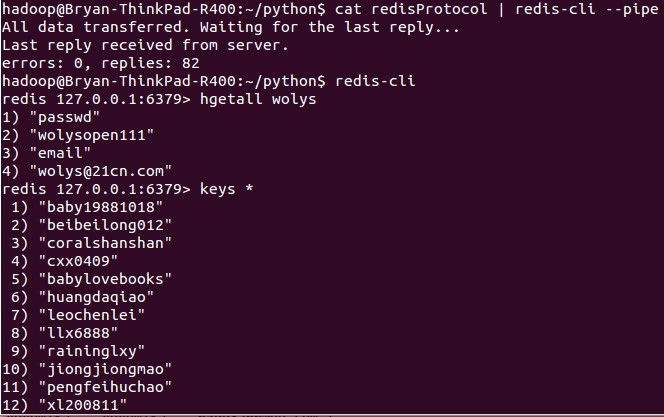 hadoop@Bryan-ThinkPad-R400:~/python$ cat redisProtocol | redis-cli --pipe
All data transferred. Waiting for the last reply...
Last reply received from server.
errors: 0, replies: 82
hadoop@Bryan-ThinkPad-R400:~/python$ redis-cli
redis 127.0.0.1:6379> hgetall wolys
1) "passwd"
2) "wolysopen111"
3) "email"
4) "wolys@21cn.com"
redis 127.0.0.1:6379> keys *
 1) "baby19881018"
 2) "beibeilong012"
 3) "coralshanshan"
 4) "cxx0409"
 5) "babylovebooks"
 6) "huangdaqiao"
 7) "leochenlei"
 8) "llx6888"
 9) "raininglxy"
10) "jiongjiongmao"
11) "pengfeihuchao"
12) "xl200811"